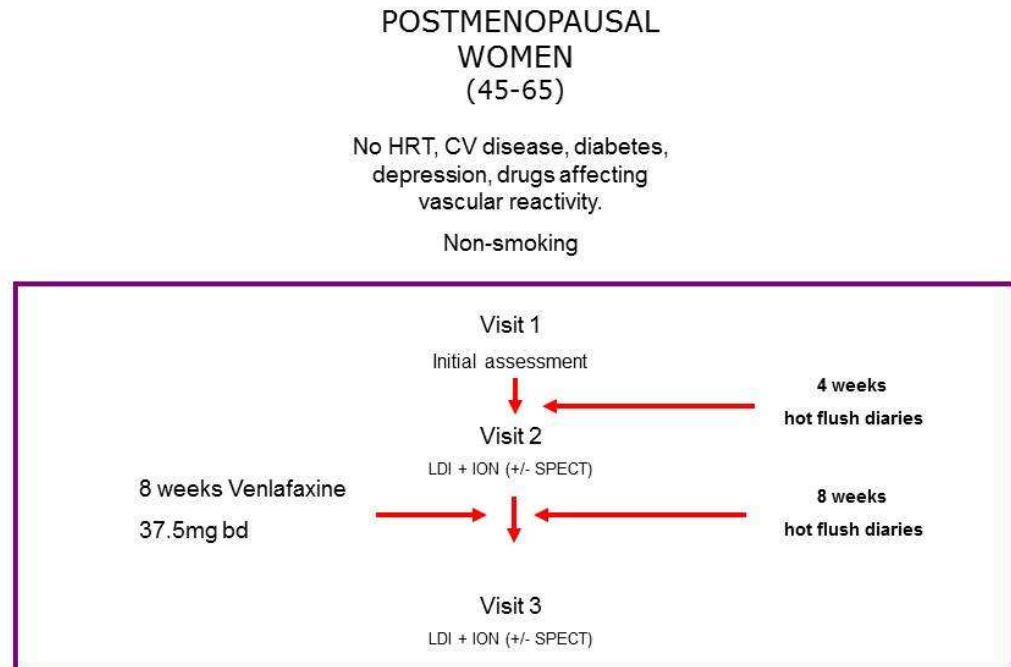 POSTMENOPAUSAL
WOMEN
(45-65)
No HRT, CV disease, diabetes,
depression, drugs affecting
vascular reactivity.
Non-smoking
Visit 1
Initial assessment
4 weeks
hot flush diaries
Visit 2
LDI + ION (+/- SPECT)
8 weeks Venlafaxine
37.5mg bd
8 weeks
hot flush diaries
Visit 3
LDI + ION (+/- SPECT)